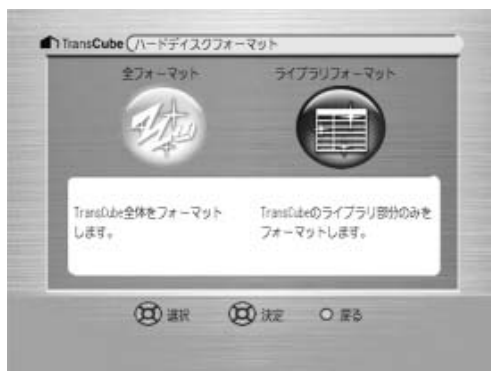 TransCube ハードディスクフォーマット
全フォーマット
ライブラリフォーマット
TransCube全体をフォーマット
します。
TransCubeのライブラリ部分のみを
フォーマットします。
選択 決定 戻る